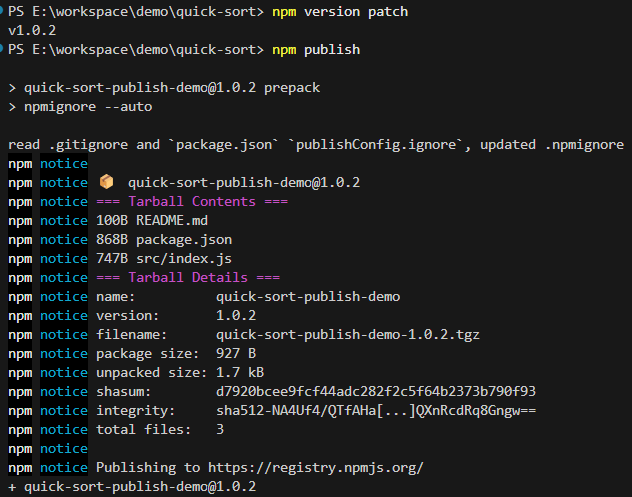 PS E:\workspace\demo\quick-sort> npm version patch
v1.0.2
PS E:\workspace\demo\quick-sort> npm publish
> quick-sort-publish-demo@1.0.2 prepack
> npmignore --auto
read .gitignore and `package.json` `publishConfig.ignore`, updated .npmignore
npm notice
npm notice 📦  quick-sort-publish-demo@1.0.2
npm notice === Tarball Contents ===
npm notice 100B README.md
npm notice 868B package.json
npm notice 747B src/index.js
npm notice === Tarball Details ===
npm notice name:          quick-sort-publish-demo
npm notice version:       1.0.2
npm notice filename:      quick-sort-publish-demo-1.0.2.tgz
npm notice package size:  927 B
npm notice unpacked size: 1.7 kB
npm notice shasum:        d7920bcee9fcf44adc282f2c5f64b2373b790f93
npm notice integrity:     sha512-NA4Uf4/QTfAHa[...]QXnRcdRq8Gngw==
npm notice total files:   3
npm notice
npm notice Publishing to https://registry.npmjs.org/
+ quick-sort-publish-demo@1.0.2